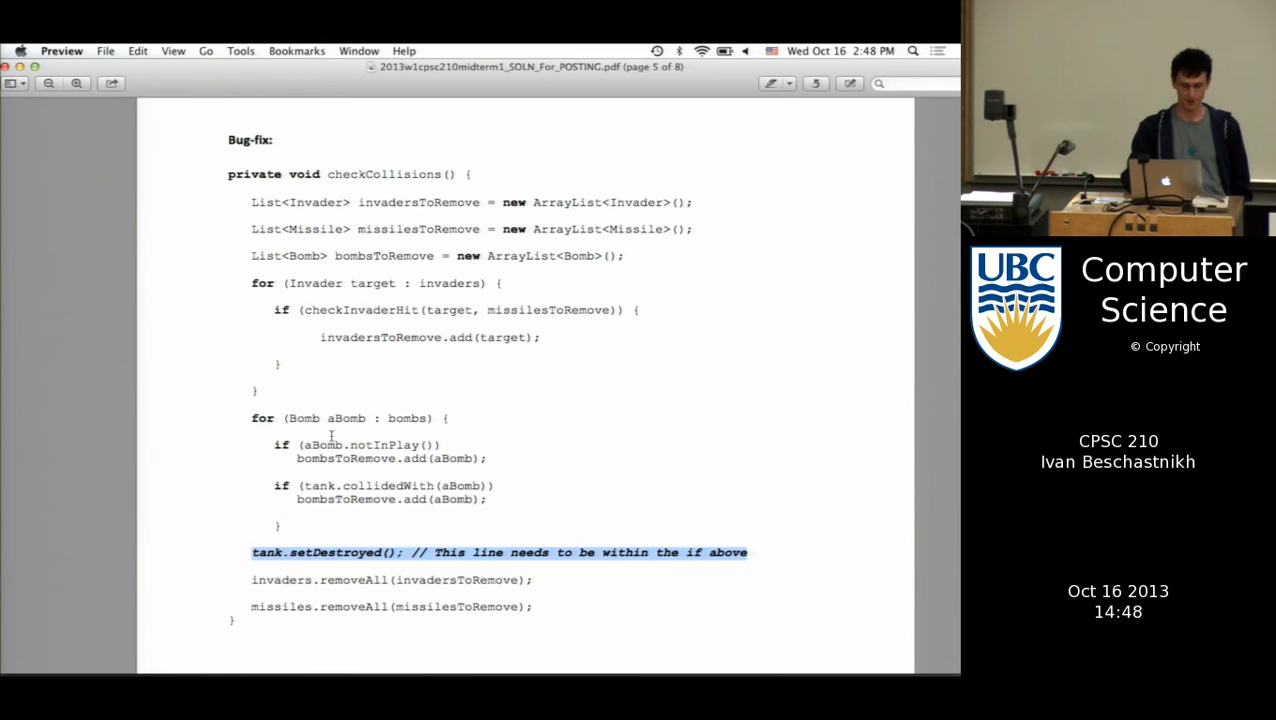 Preview File Edit View Go Tools Bookmarks Window Help Wed Oct 16 2:48 PM
2013w1cpsc210midterm1_SOLN_For_POSTING.pdf (page 5 of 8)
Bug-fix:
private void checkCollisions() {
List<Invader> invadersToRemove = new ArrayList<Invader>();
List<Missile> missilesToRemove = new ArrayList<Missile>();
List<Bomb> bombsToRemove = new ArrayList<Bomb>();
for (Invader target : invaders) {
if (checkInvaderHit(target, missilesToRemove)) {
invadersToRemove.add(target);
}
}
for (Bomb aBomb : bombs) {
if (aBomb.notInPlay())
bombsToRemove.add(aBomb);
if (tank.collidedWith(aBomb))
bombsToRemove.add(aBomb);
}
tank.setDestroyed(); // This line needs to be within the if above
invaders.removeAll(invadersToRemove);
missiles.removeAll(missilesToRemove);
}
UBC
Computer
Science
© Copyright
CPSC 210
Ivan Beschastnikh
Oct 16 2013
14:48